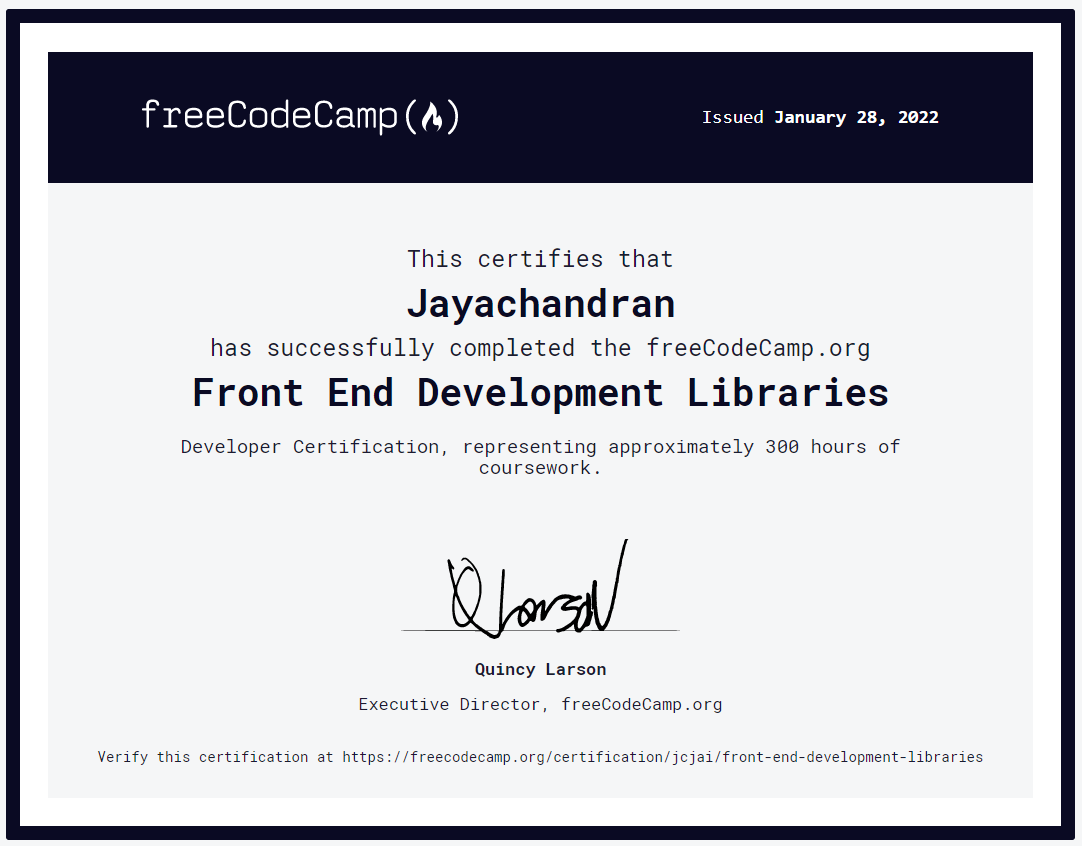 freeCodeCamp(🔥)
Issued January 28, 2022
This certifies that
Jayachandran
has successfully completed the freeCodeCamp.org
Front End Development Libraries
Developer Certification, representing approximately 300 hours of
coursework.
Q Larson
Quincy Larson
Executive Director, freeCodeCamp.org
Verify this certification at https://freecodecamp.org/certification/jcjai/front-end-development-libraries